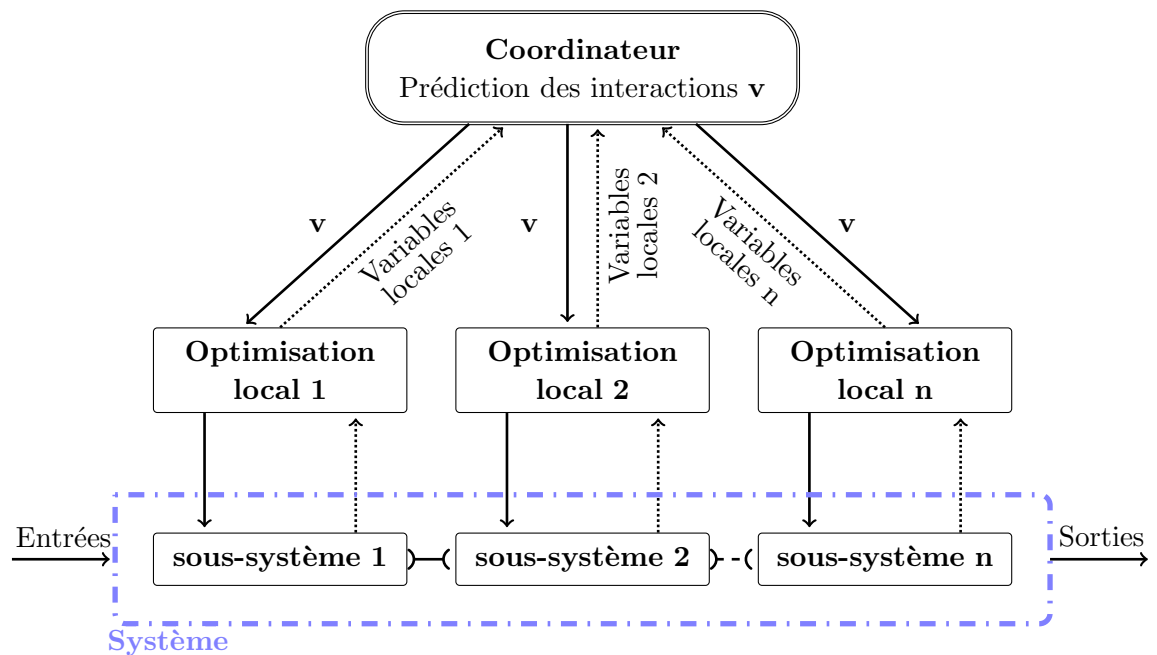 Coordinateur
Prédiction des interactions v
v
Variables
locales 1
v
Variables
locales 2
Variables
locales n
v
Optimisation
local 1
Optimisation
local 2
Optimisation
local n
Entrées
sous-système 1
sous-système 2
sous-système n
Sorties
Système